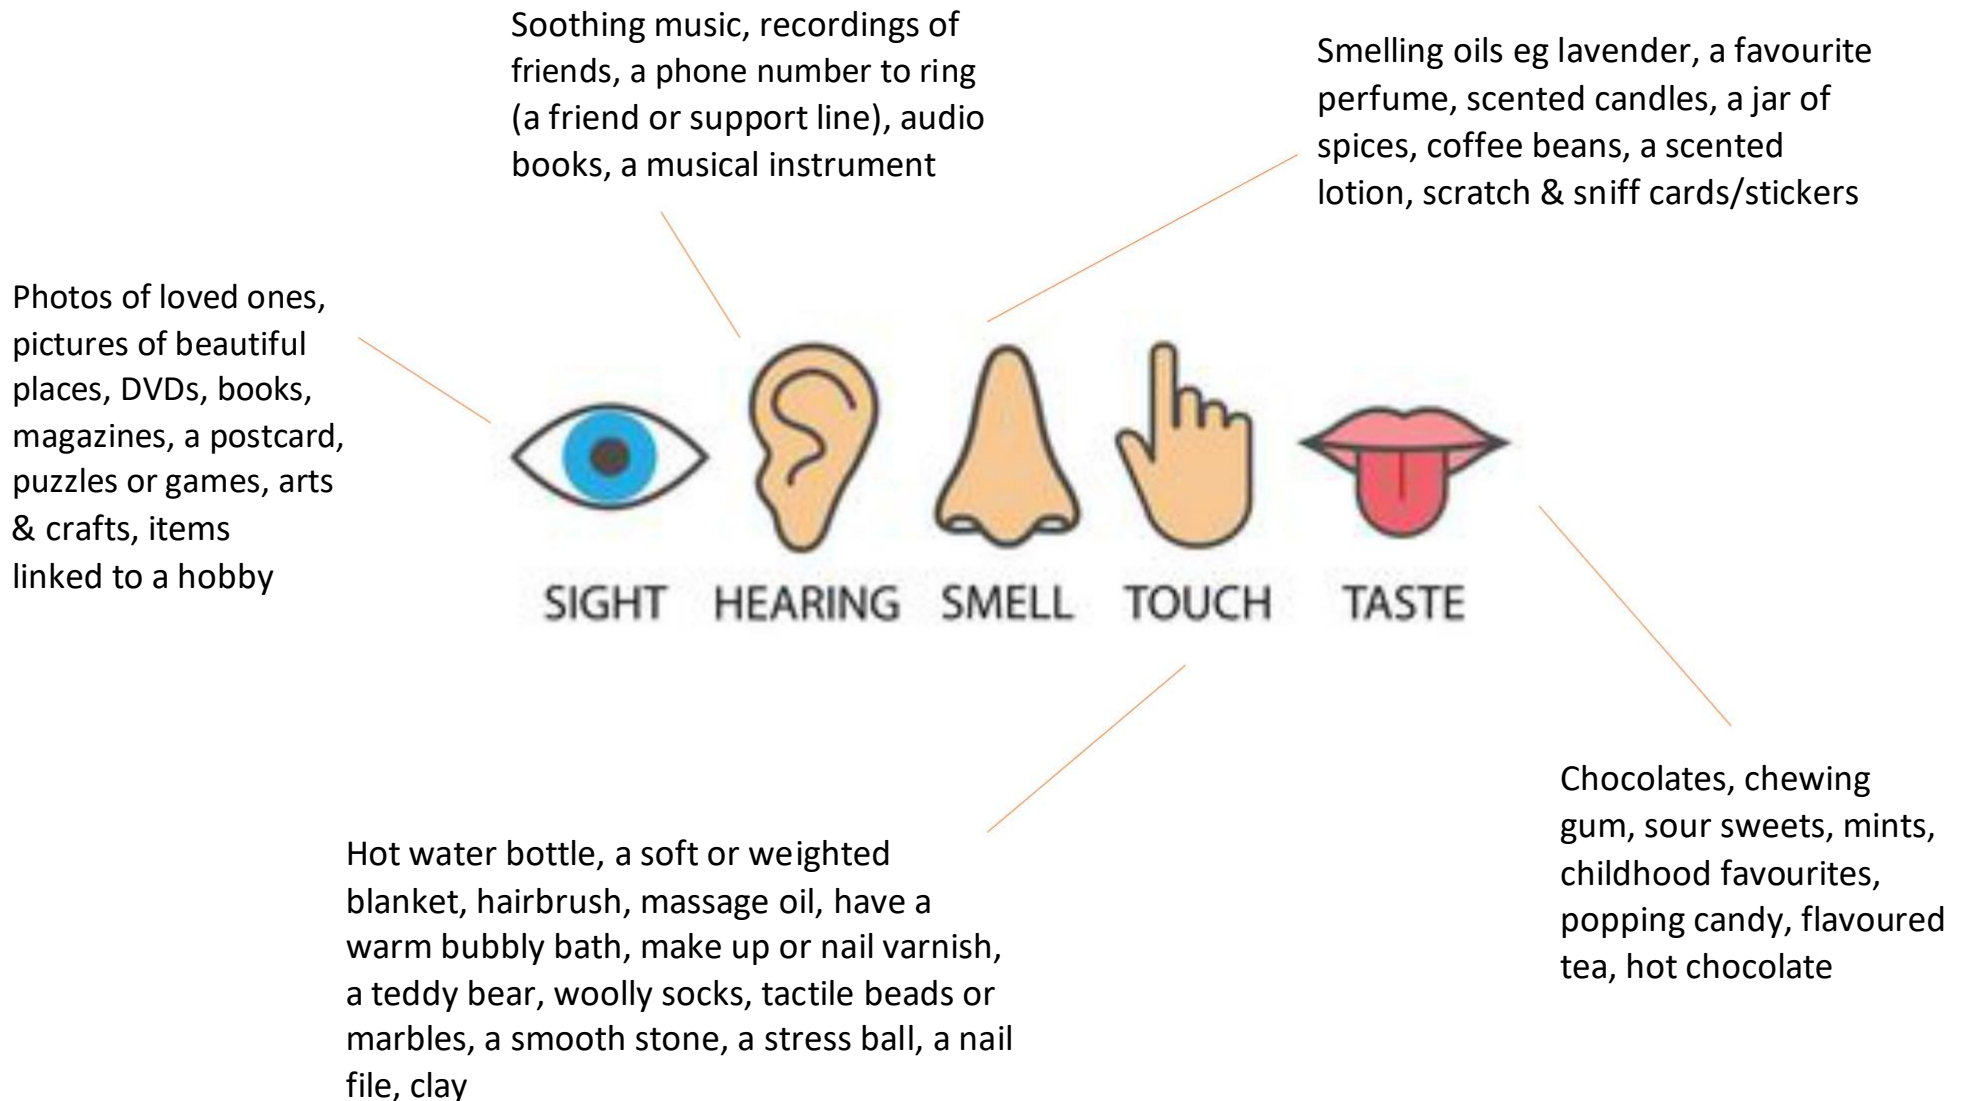 Soothing music, recordings of
friends, a phone number to ring
(a friend or support line), audio
books, a musical instrument
Smelling oils eg lavender, a favourite
perfume, scented candles, a jar of
spices, coffee beans, a scented
lotion, scratch & sniff cards/stickers
Photos of loved ones,
pictures of beautiful
places, DVDs, books,
magazines, a postcard,
puzzles or games, arts
& crafts, items
linked to a hobby
SIGHT HEARING SMELL TOUCH TASTE
Hot water bottle, a soft or weighted
blanket, hairbrush, massage oil, have a
warm bubbly bath, make up or nail varnish,
a teddy bear, woolly socks, tactile beads or
marbles, a smooth stone, a stress ball, a nail
file, clay
Chocolates, chewing
gum, sour sweets, mints,
childhood favourites,
popping candy, flavoured
tea, hot chocolate